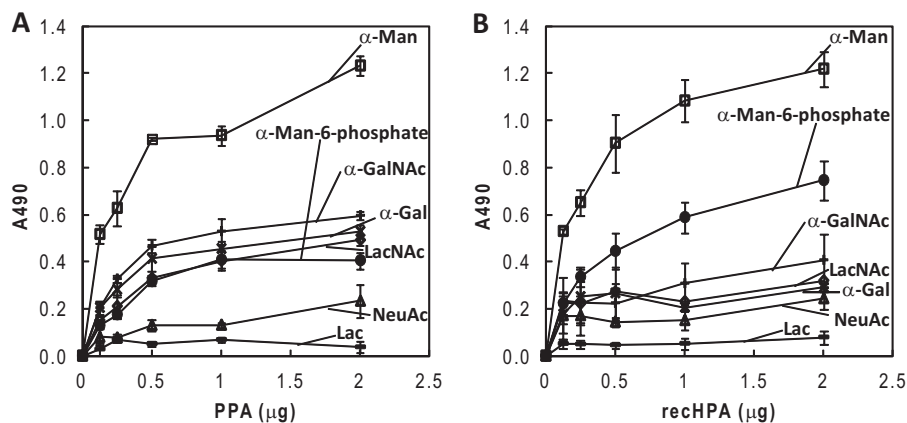 A
1.4
1.2
1.0
0.8
0.6
0.4
0.2
0.0
A490
α-Man
α-Man-6-phosphate
α-GalNAc
α-Gal
LacNAc
NeuAc
Lac
0 0.5 1 1.5 2 2.5
PPA (μg)
B
1.4
1.2
1.0
0.8
0.6
0.4
0.2
0.0
A490
α-Man
α-Man-6-phosphate
α-GalNAc
LacNAc
α-Gal
NeuAc
Lac
0 0.5 1 1.5 2 2.5
recHPA (μg)